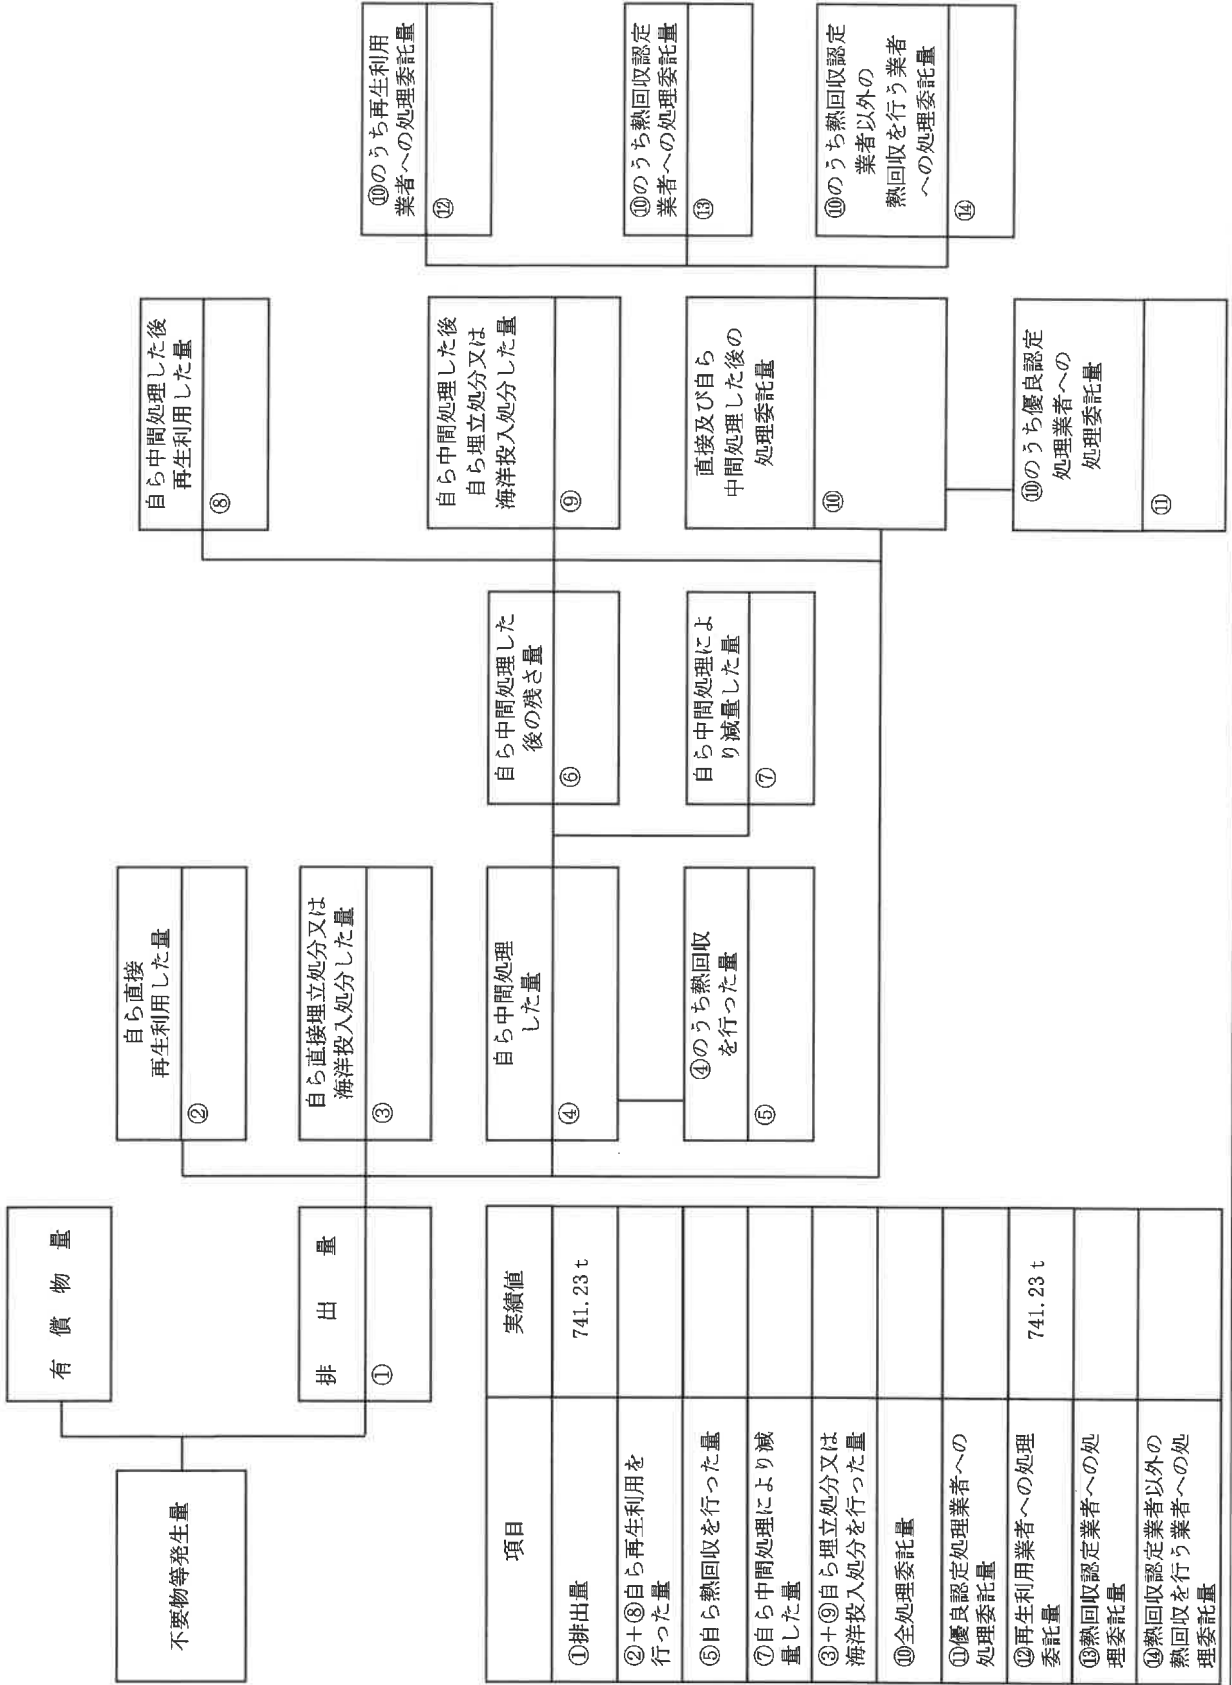 不要物等発生量
有償物量
排出量
①
自ら直接
再生利用した量
②
自ら直接埋立処分又は
海洋投入処分した量
③
自ら中間処理
した量
④
④のうち熱回収
を行った量
⑤
自ら中間処理した
後の残さ量
⑥
自ら中間処理によ
り減量した量
⑦
自ら中間処理した後
再生利用した量
⑧
自ら中間処理した後
自ら埋立処分又は
海洋投入処分した量
⑨
直接及び自ら
中間処理した後の
処理委託量
⑩
⑩のうち優良認定
処理業者への
処理委託量
⑪
⑩のうち再生利用
業者への処理委託量
⑫
⑩のうち熱回収認定
業者への処理委託量
⑬
⑩のうち熱回収認定
業者以外の
熱回収を行う業者
への処理委託量
⑭
項目 実績値
①排出量 741.23 t
②+⑧自ら再生利用を
行った量
⑤自ら熱回収を行った量
⑦自ら中間処理により減
量した量
③+⑨自ら埋立処分又は
海洋投入処分を行った量
⑩全処理委託量
⑪優良認定処理業者への
処理委託量
⑫再生利用業者への処理
委託量 741.23 t
⑬熱回収認定業者への処
理委託量
⑭熱回収認定業者以外の
熱回収を行う業者への処
理委託量